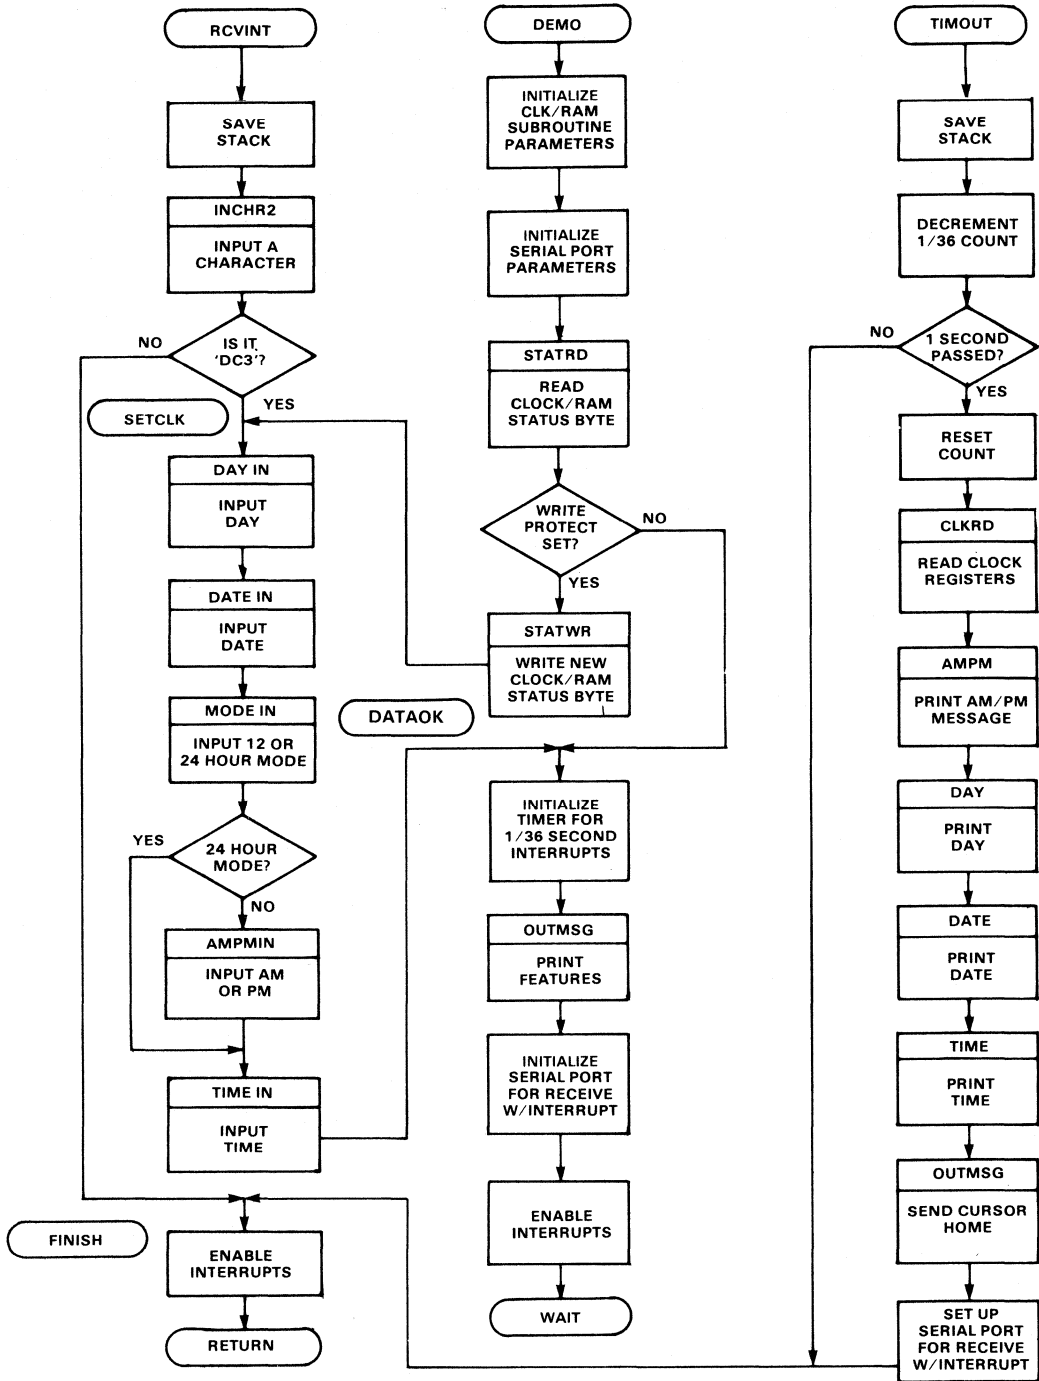 RCVINT
SAVE
STACK
INCHR2
INPUT A
CHARACTER
IS IT
'DC3'?
NO
YES
SETCLK
DAY IN
INPUT
DAY
DATE IN
INPUT
DATE
MODE IN
INPUT 12 OR
24 HOUR MODE
24 HOUR
MODE?
YES
NO
AMPMIN
INPUT AM
OR PM
TIME IN
INPUT
TIME
FINISH
ENABLE
INTERRUPTS
RETURN
DEMO
INITIALIZE
CLK/RAM
SUBROUTINE
PARAMETERS
INITIALIZE
SERIAL PORT
PARAMETERS
STATRD
READ
CLOCK/RAM
STATUS BYTE
WRITE
PROTECT
SET?
NO
YES
STATWR
WRITE NEW
CLOCK/RAM
STATUS BYTE
DATAOK
INITIALIZE
TIMER FOR
1/36 SECOND
INTERRUPTS
OUTMSG
PRINT
FEATURES
INITIALIZE
SERIAL PORT
FOR RECEIVE
W/INTERRUPT
ENABLE
INTERRUPTS
WAIT
TIMOUT
SAVE
STACK
DECREMENT
1/36 COUNT
1 SECOND
PASSED?
NO
YES
RESET
COUNT
CLKRD
READ CLOCK
REGISTERS
AMPM
PRINT AM/PM
MESSAGE
DAY
PRINT
DAY
DATE
PRINT
DATE
TIME
PRINT
TIME
OUTMSG
SEND CURSOR
HOME
SET UP
SERIAL PORT
FOR RECEIVE
W/INTERRUPT